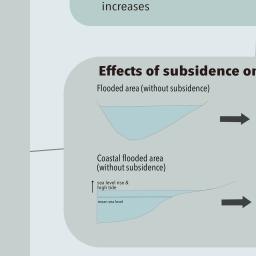 increases
Effects of subsidence on
Flooded area (without subsidence)
Coastal flooded area
(without subsidence)
sea level rise &
high tide
mean sea level